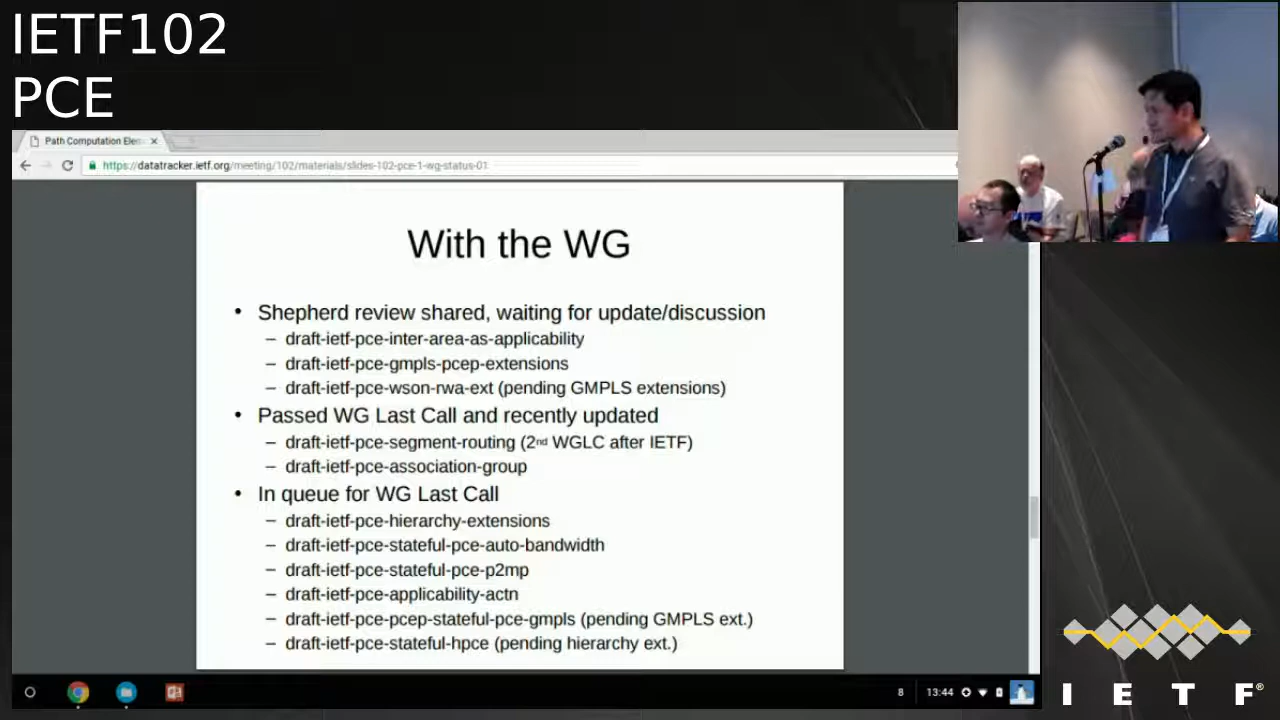 IETF102
PCE
Path Computation Elem
https://datatracker.ietf.org/meeting/102/materials/slides-102-pce-1-wg-status-01
With the WG
• Shepherd review shared, waiting for update/discussion
– draft-ietf-pce-inter-area-as-applicability
– draft-ietf-pce-gmpls-pcep-extensions
– draft-ietf-pce-wson-rwa-ext (pending GMPLS extensions)
• Passed WG Last Call and recently updated
– draft-ietf-pce-segment-routing (2nd WGLC after IETF)
– draft-ietf-pce-association-group
• In queue for WG Last Call
– draft-ietf-pce-hierarchy-extensions
– draft-ietf-pce-stateful-pce-auto-bandwidth
– draft-ietf-pce-stateful-pce-p2mp
– draft-ietf-pce-applicability-actn
– draft-ietf-pce-pcep-stateful-pce-gmpls (pending GMPLS ext.)
– draft-ietf-pce-stateful-hpce (pending hierarchy ext.)
8 13:44
I E T F®